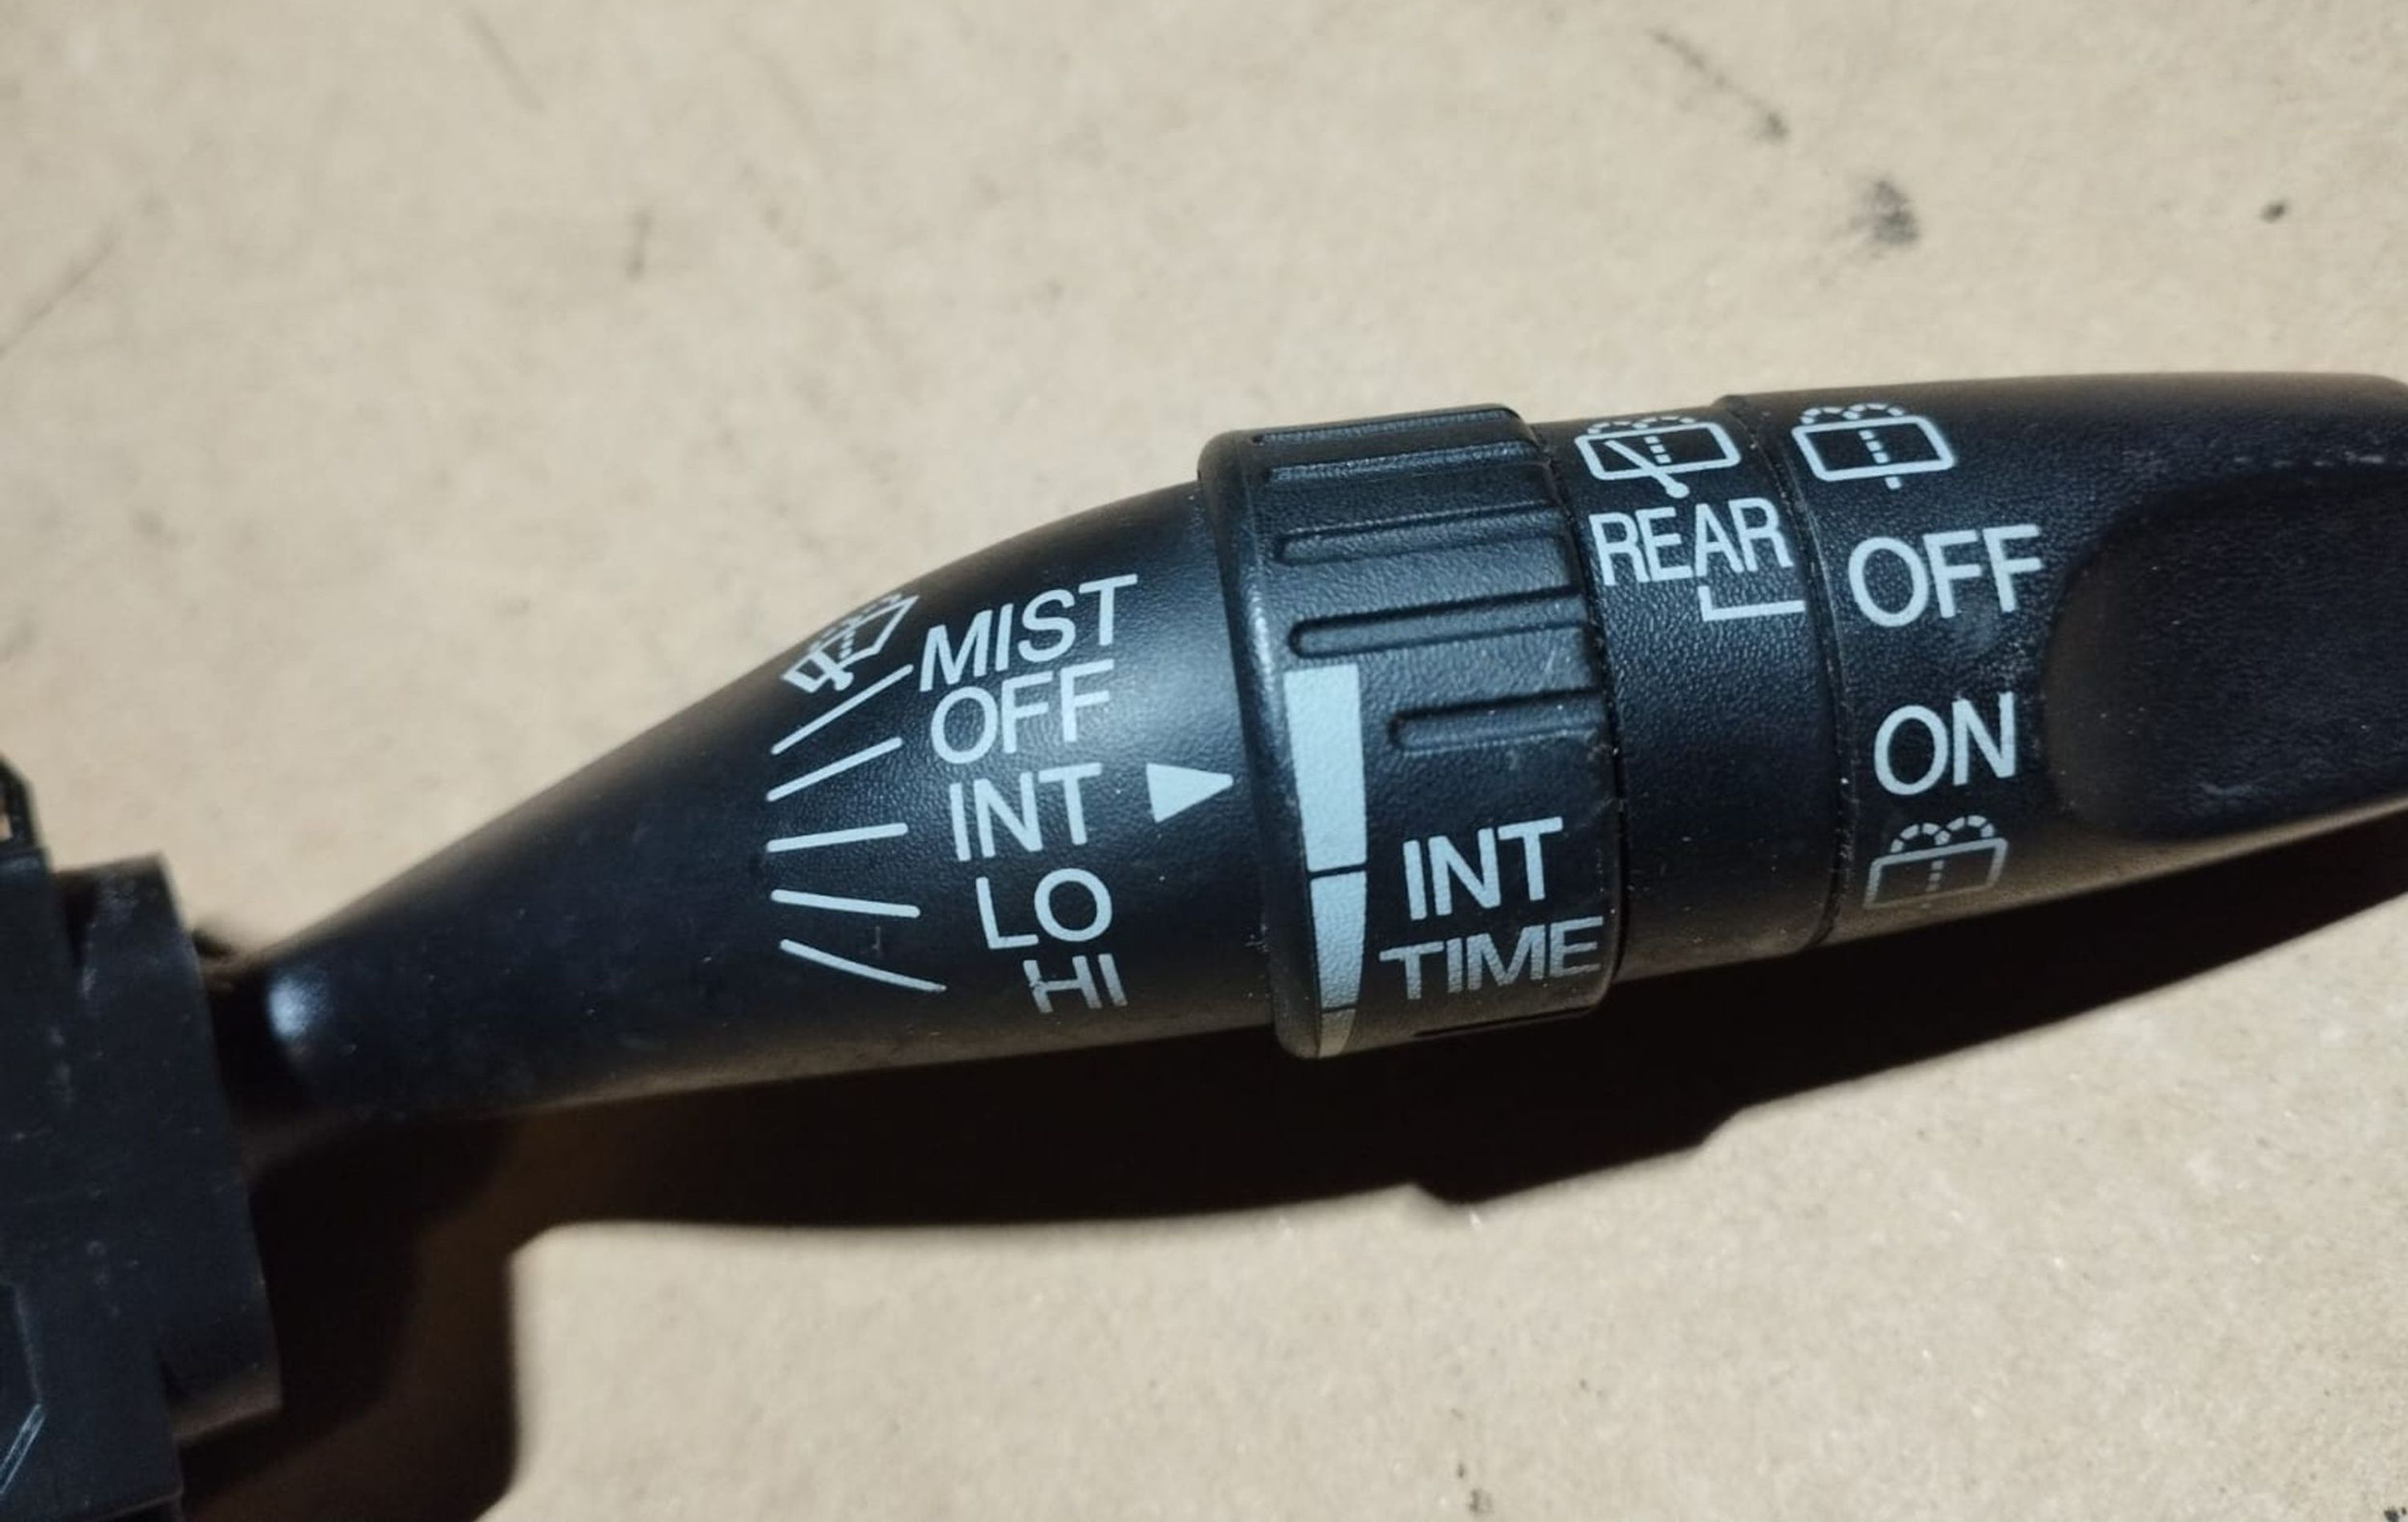 MIST
OFF
INT
LO
HI
INT
TIME
REAR
OFF
ON